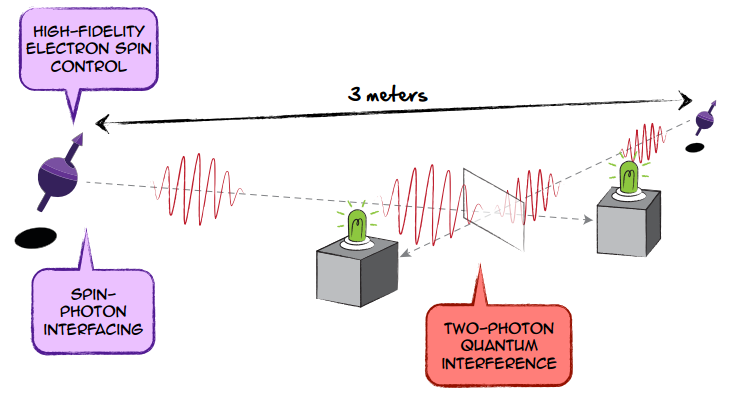 HIGH-FIDELITY
ELECTRON SPIN
CONTROL
3 meters
SPIN-
PHOTON
INTERFACING
TWO-PHOTON
QUANTUM
INTERFERENCE